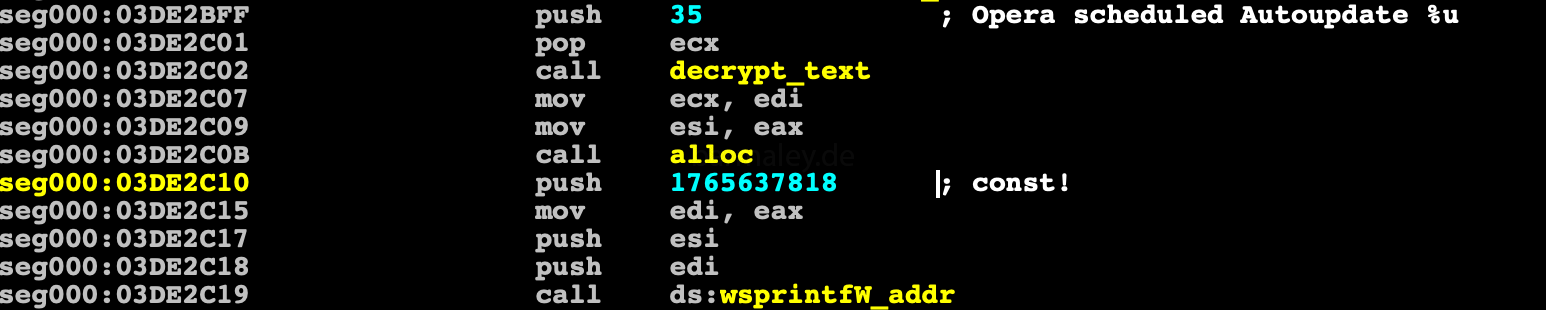 seg000:03DE2BFF push 35 ; Opera scheduled Autoupdate %u
seg000:03DE2C01 pop ecx
seg000:03DE2C02 call decrypt_text
seg000:03DE2C07 mov ecx, edi
seg000:03DE2C09 mov esi, eax
seg000:03DE2C0B call alloc
seg000:03DE2C10 push 1765637818 ; const!
seg000:03DE2C15 mov edi, eax
seg000:03DE2C17 push esi
seg000:03DE2C18 push edi
seg000:03DE2C19 call ds:wsprintfW_addr